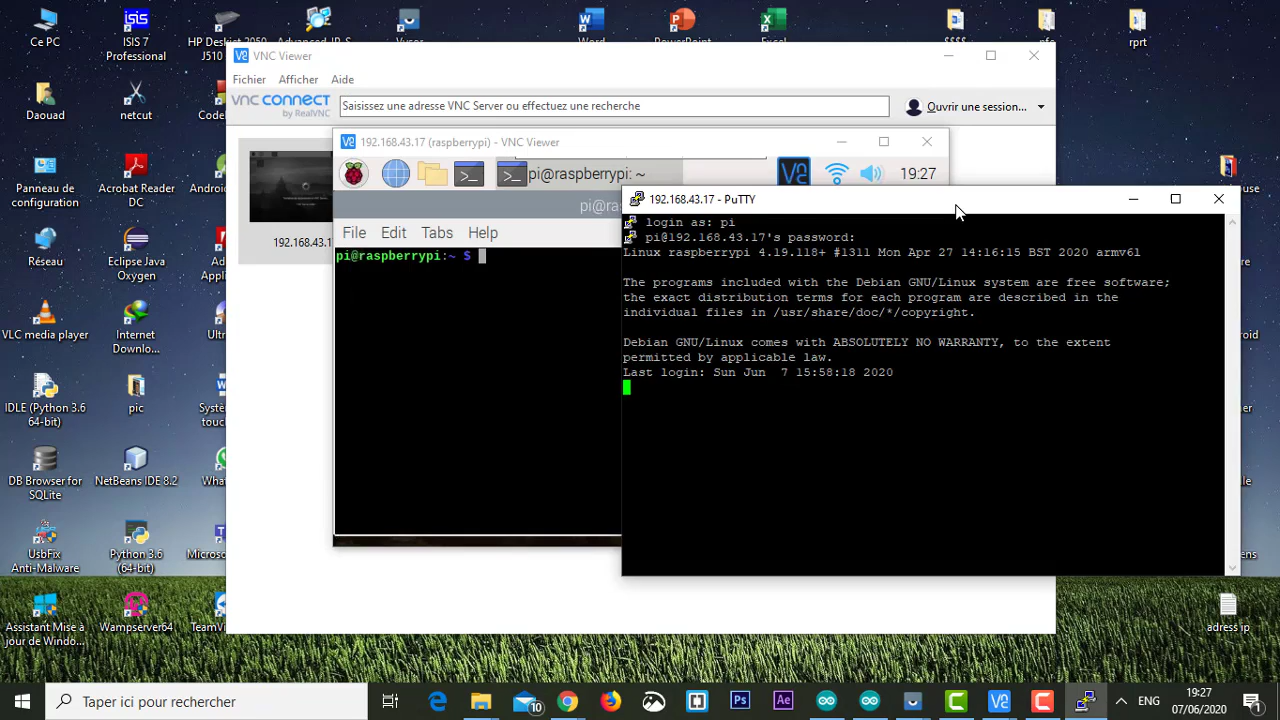 Ce PC
ISIS 7
Professional
HP Deskjet 2050
J510
Vysor
Word
PowerPoint
Excel
rprt
VNC Viewer
Fichier
Afficher
Aide
vnc connect
by RealVNC
Saisissez une adresse VNC Server ou effectuez une recherche
Ouvrir une session...
Daouad
netcut
192.168.43.17 (raspberrypi) - VNC Viewer
pi@raspberrypi: ~
19:27
Panneau de
configuration
Acrobat Reader
DC
192.168.43.1
192.168.43.17 - PuTTY
File
Edit
Tabs
Help
pi@raspberrypi:~ $
login as: pi
pi@192.168.43.17's password:
Linux raspberrypi 4.19.118+ #1311 Mon Apr 27 14:16:15 BST 2020 armv6l
The programs included with the Debian GNU/Linux system are free software;
the exact distribution terms for each program are described in the
individual files in /usr/share/doc/*/copyright.
Debian GNU/Linux comes with ABSOLUTELY NO WARRANTY, to the extent
permitted by applicable law.
Last login: Sun Jun  7 15:58:18 2020
Réseau
Eclipse Java
Oxygen
VLC media player
Internet
Downlo...
IDLE (Python 3.6
64-bit)
pic
DB Browser for
SQLite
NetBeans IDE 8.2
UsbFix
Anti-Malware
Python 3.6
(64-bit)
Assistant Mise à
jour de Windo...
Wampserver64
adress ip
Taper ici pour rechercher
10
Ps
Ae
ENG
19:27
07/06/2020
1